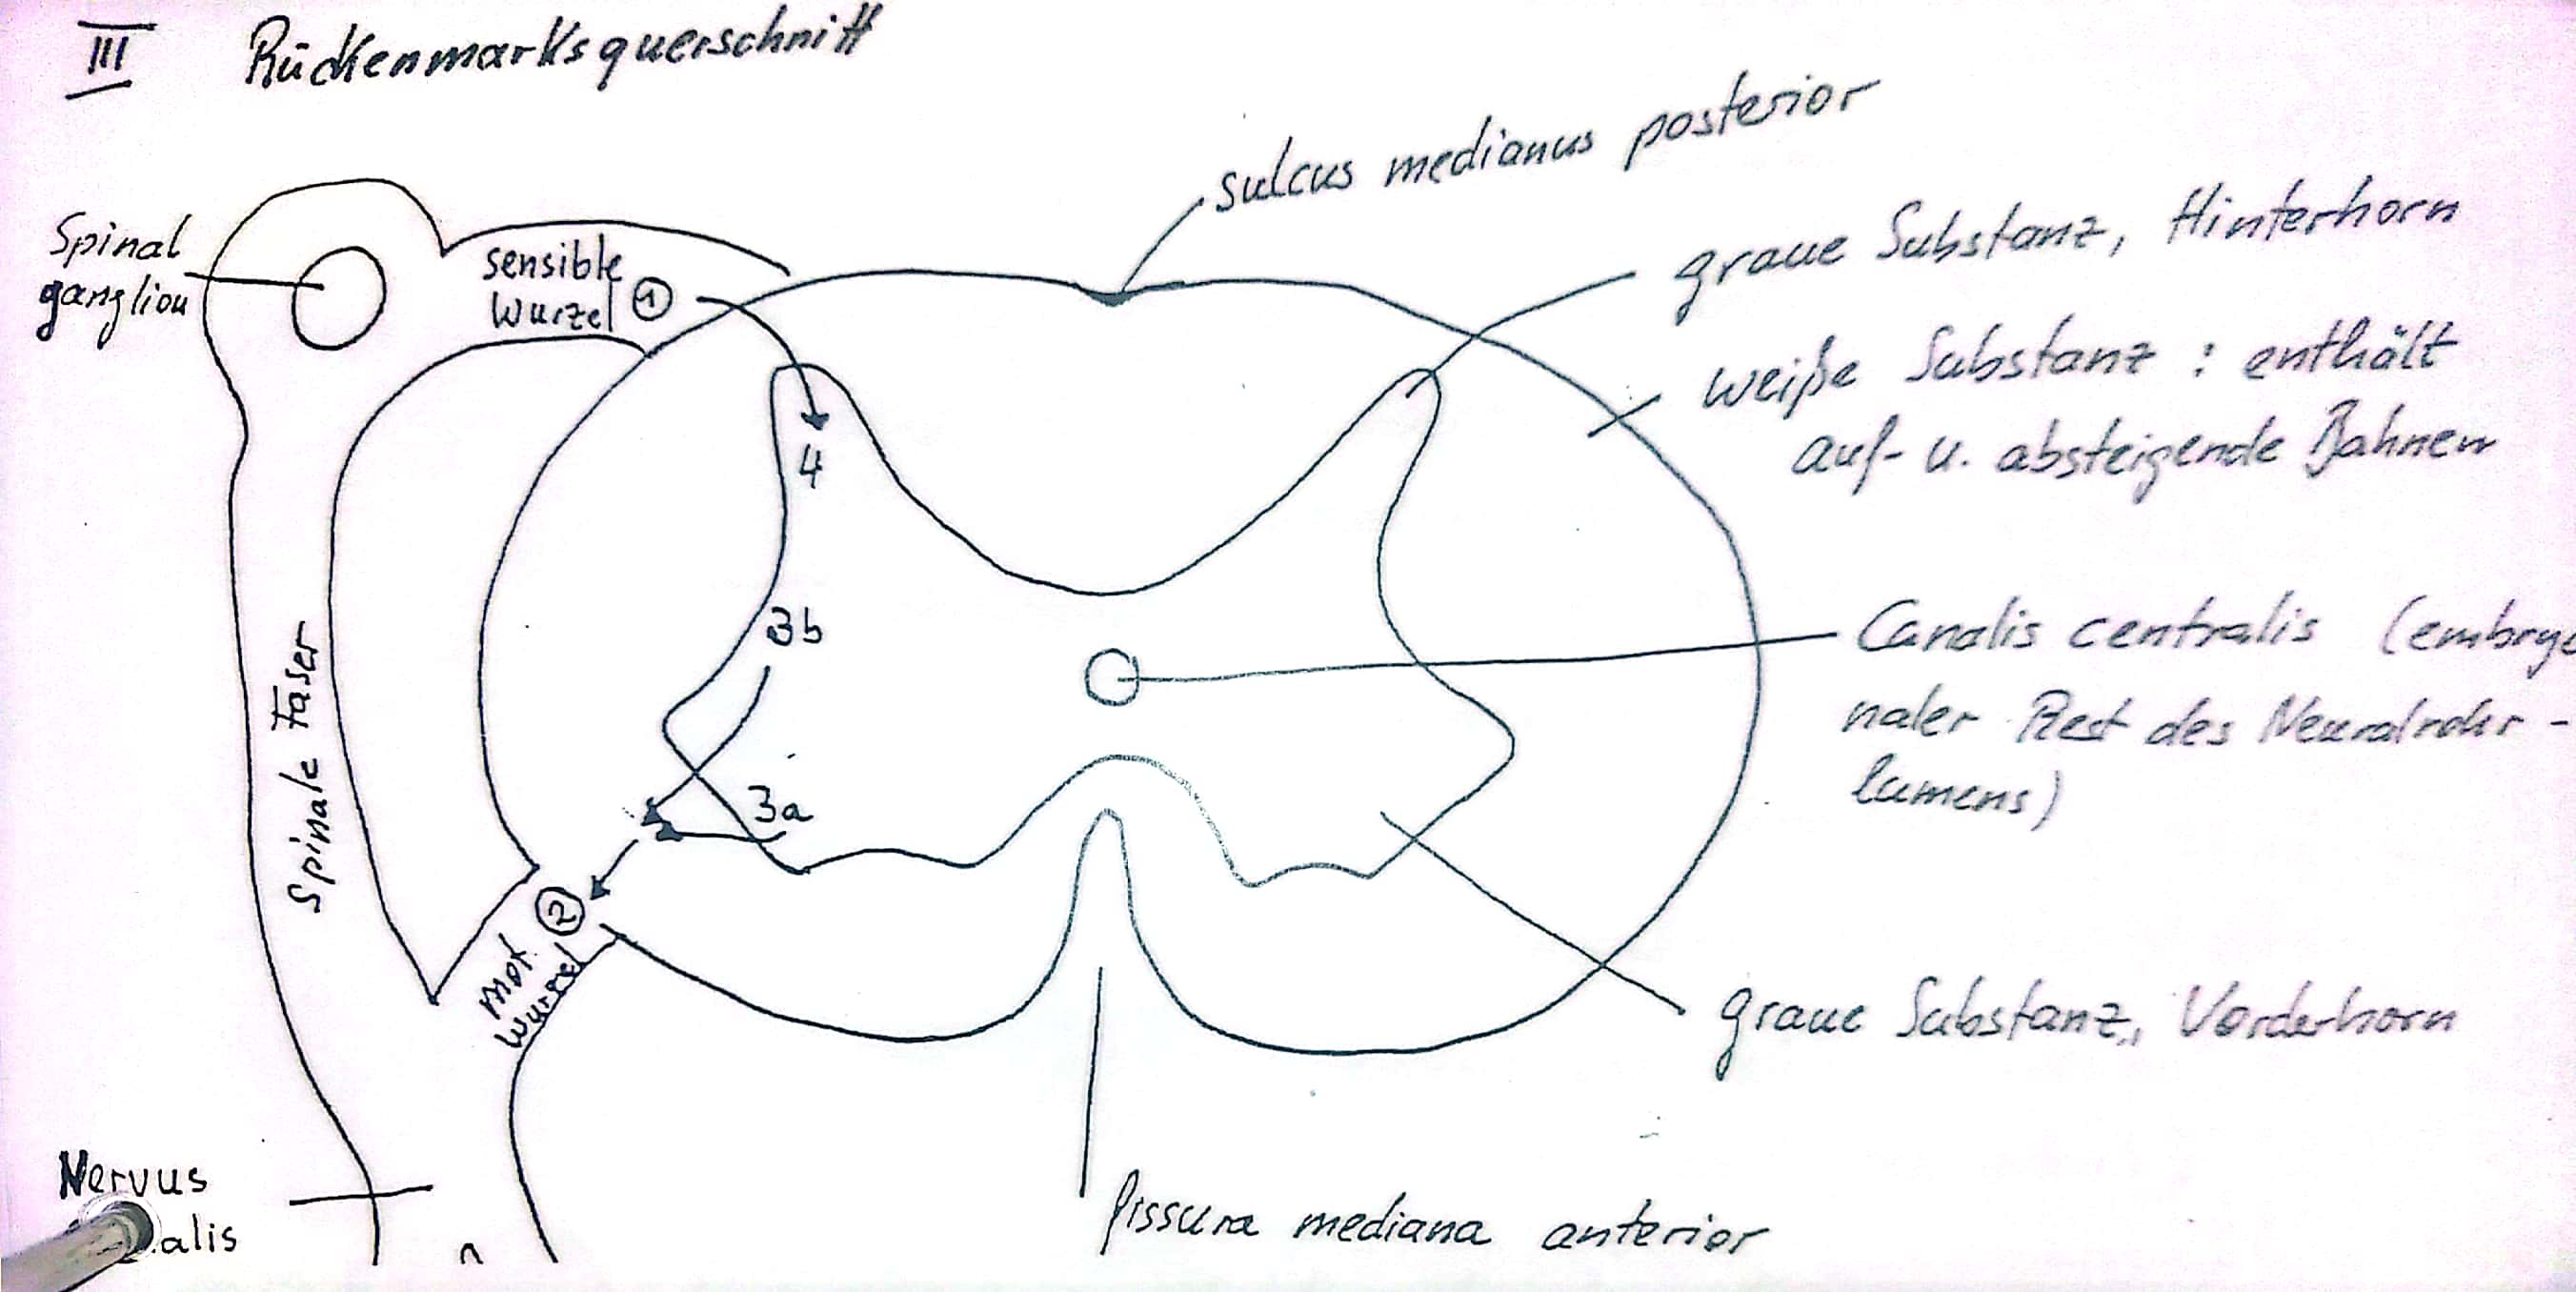 III Rückenmarksquerschnitt
sulcus medianus posterior
Spinal
ganglion
sensible
Wurzel ①
graue Substanz, Hinterhorn
weiße Substanz : enthält
auf- u. absteigende Bahnen
4
3b
3a
Spinale Faser
Canalis centralis (embryo
naler Rest des Neuralrohr-
lumens)
②
mot.
Wurzel
graue Substanz, Vorderhorn
Nervus
alis
fissura mediana anterior